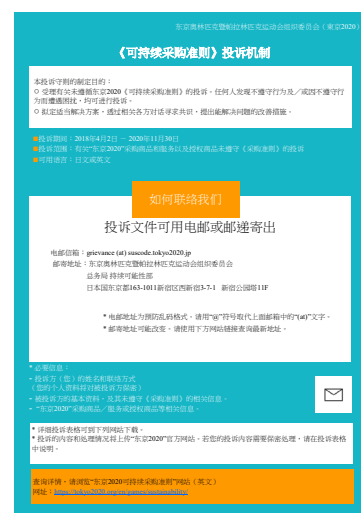 东京奥林匹克暨帕拉林匹克运动会组织委员会（東京2020）
《可持续采购准则》投诉机制
本投诉守则的制定目的：
○ 受理有关未遵循东京2020《可持续采购准则》的投诉。任何人发现不遵守行为及／或因不遵守行
为而遭遇困扰，均可进行投诉。
○ 拟定适当解决方案，透过相关各方对话寻求共识，提出能解决问题的改善措施。
■投诉期间：2018年4月2日 － 2020年11月30日
■投诉范围：有关“东京2020”采购商品和服务以及授权商品未遵守《采购准则》的投诉
■可用语言：日文或英文
如何联络我们
投诉文件可用电邮或邮递寄出
电邮信箱：grievance (at) suscode.tokyo2020.jp
邮寄地址：东京奥林匹克暨帕拉林匹克运动会组织委员会
总务局 持续可能性部
日本国东京都163-1011新宿区西新宿3-7-1 新宿公园塔11F
* 电邮地址为预防乱码格式。请用“@”符号取代上面邮箱中的“(at)”文字。
* 邮寄地址可能改变。请使用下方网站链接查询最新地址。
* 必要信息：
- 投诉方（您）的姓名和联络方式
（您的个人资料将对被投诉方保密）
- 被投诉方的基本资料，及其未遵守《采购准则》的相关信息。
- “东京2020”采购商品／服务或授权商品等相关信息。
* 详细投诉表格可到下列网站下载。
* 投诉的内容和处理情况将上传“东京2020”官方网站。若您的投诉内容需要保密处理，请在投诉表格
中说明。
查询详情，请浏览“东京2020可持续采购准则”网站（英文）
网址：https://tokyo2020.org/en/games/sustainability/